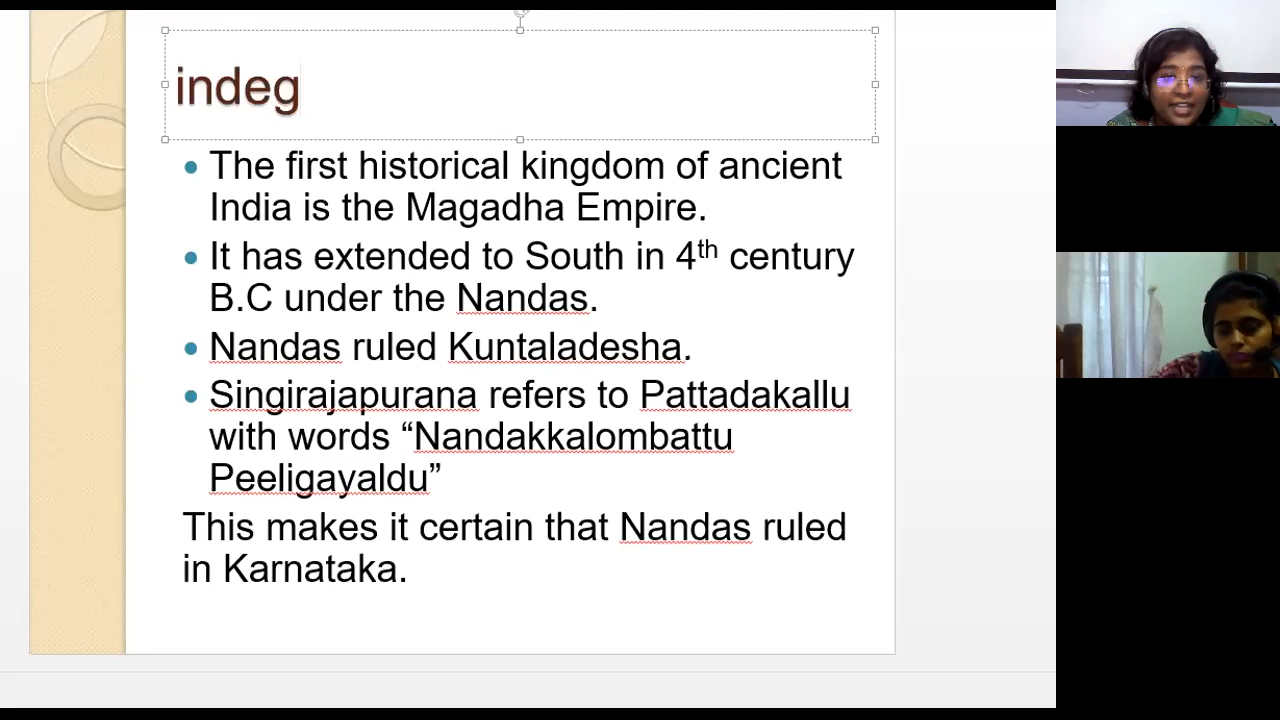 indeg
• The first historical kingdom of ancient
India is the Magadha Empire.
• It has extended to South in 4th century
B.C under the Nandas.
• Nandas ruled Kuntaladesha.
• Singirajapurana refers to Pattadakallu
with words “Nandakkalombattu
Peeligayaldu”
This makes it certain that Nandas ruled
in Karnataka.